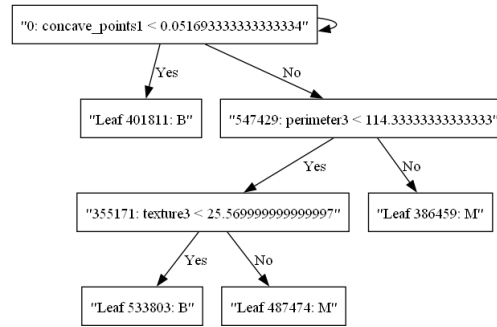 "0: concave_points1 < 0.051693333333333334"
Yes
No
"Leaf 401811: B"
"547429: perimeter3 < 114.33333333333333"
Yes
No
"355171: texture3 < 25.569999999999997"
"Leaf 386459: M"
Yes
No
"Leaf 533803: B"
"Leaf 487474: M"